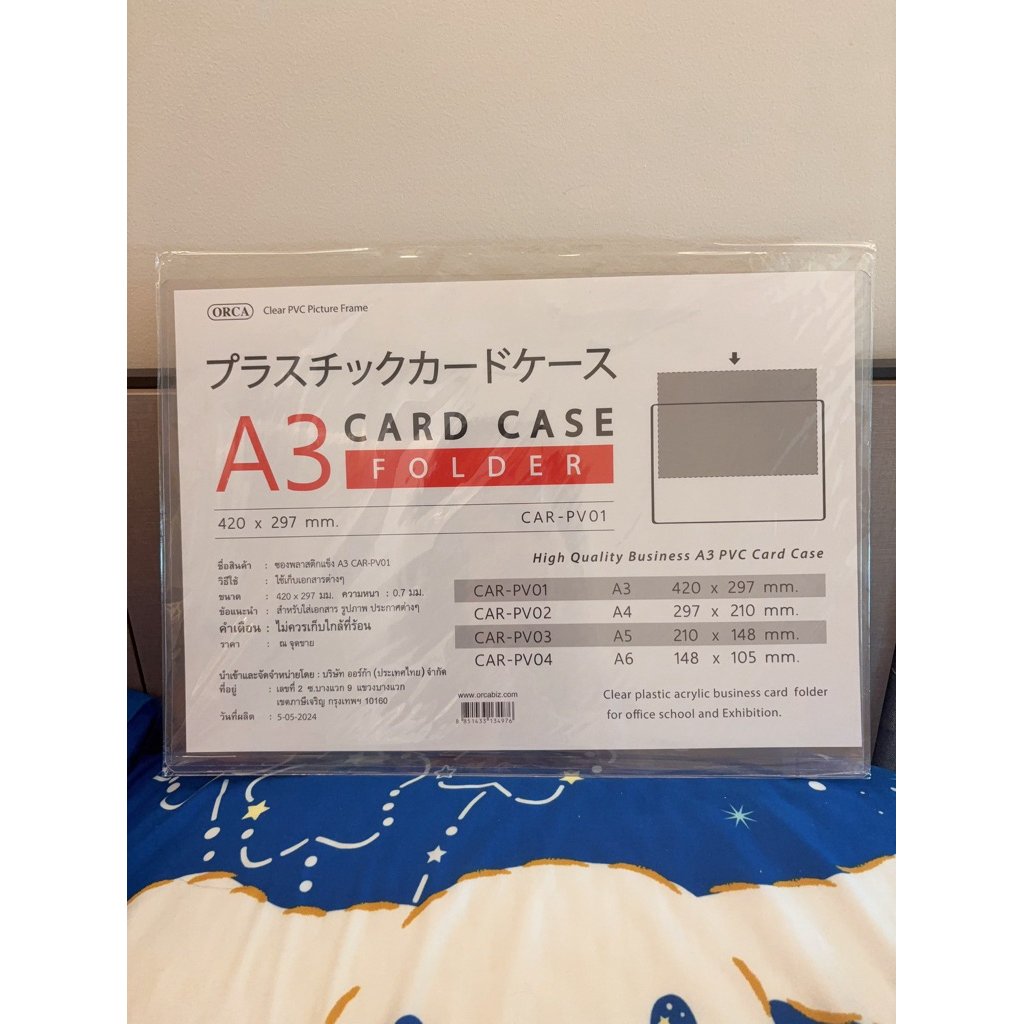 ORCA Clear PVC Picture Frame
プラスチックカードケース
A3 CARD CASE
FOLDER
420 x 297 mm. CAR-PV01
High Quality Business A3 PVC Card Case
ชื่อสินค้า : ซองพลาสติกแข็ง A3 CAR-PV01
วิธีใช้ : ใช้เก็บเอกสารต่างๆ
ขนาด : 420 x 297 มม. ความหนา : 0.7 มม.
ข้อแนะนำ : สำหรับใส่เอกสาร รูปภาพ ประกาศต่างๆ
คำเตือน : ไม่ควรเก็บใกล้ที่ร้อน
ราคา : ณ จุดขาย
CAR-PV01 A3 420 x 297 mm.
CAR-PV02 A4 297 x 210 mm.
CAR-PV03 A5 210 x 148 mm.
CAR-PV04 A6 148 x 105 mm.
นำเข้าและจัดจำหน่ายโดย : บริษัท ออร์ก้า (ประเทศไทย) จำกัด
ที่อยู่ : เลขที่ 2 ซ.บางแวก 9 แขวงบางแวก
เขตภาษีเจริญ กรุงเทพฯ 10160
วันที่ผลิต : 5-05-2024
www.orcabiz.com
8 951433 134976
Clear plastic acrylic business card folder
for office school and Exhibition.